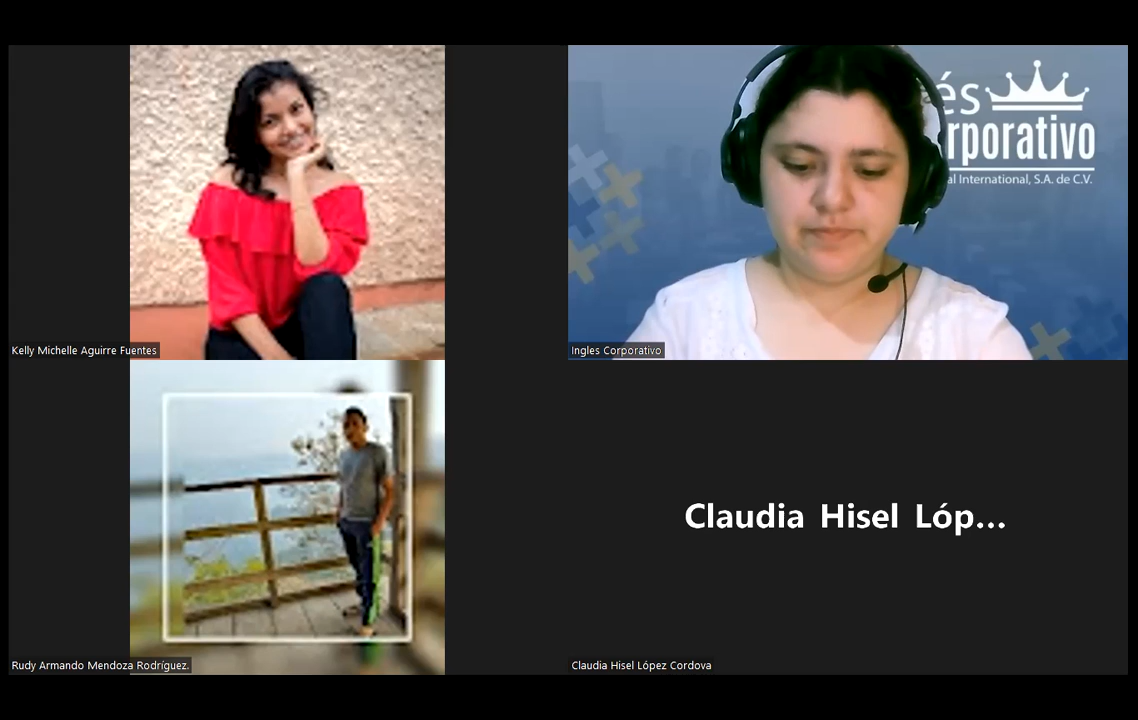 és
rporativo
al International, S.A. de C.V.
Kelly Michelle Aguirre Fuentes
Ingles Corporativo
Claudia Hisel Lóp...
Rudy Armando Mendoza Rodríguez.
Claudia Hisel López Cordova